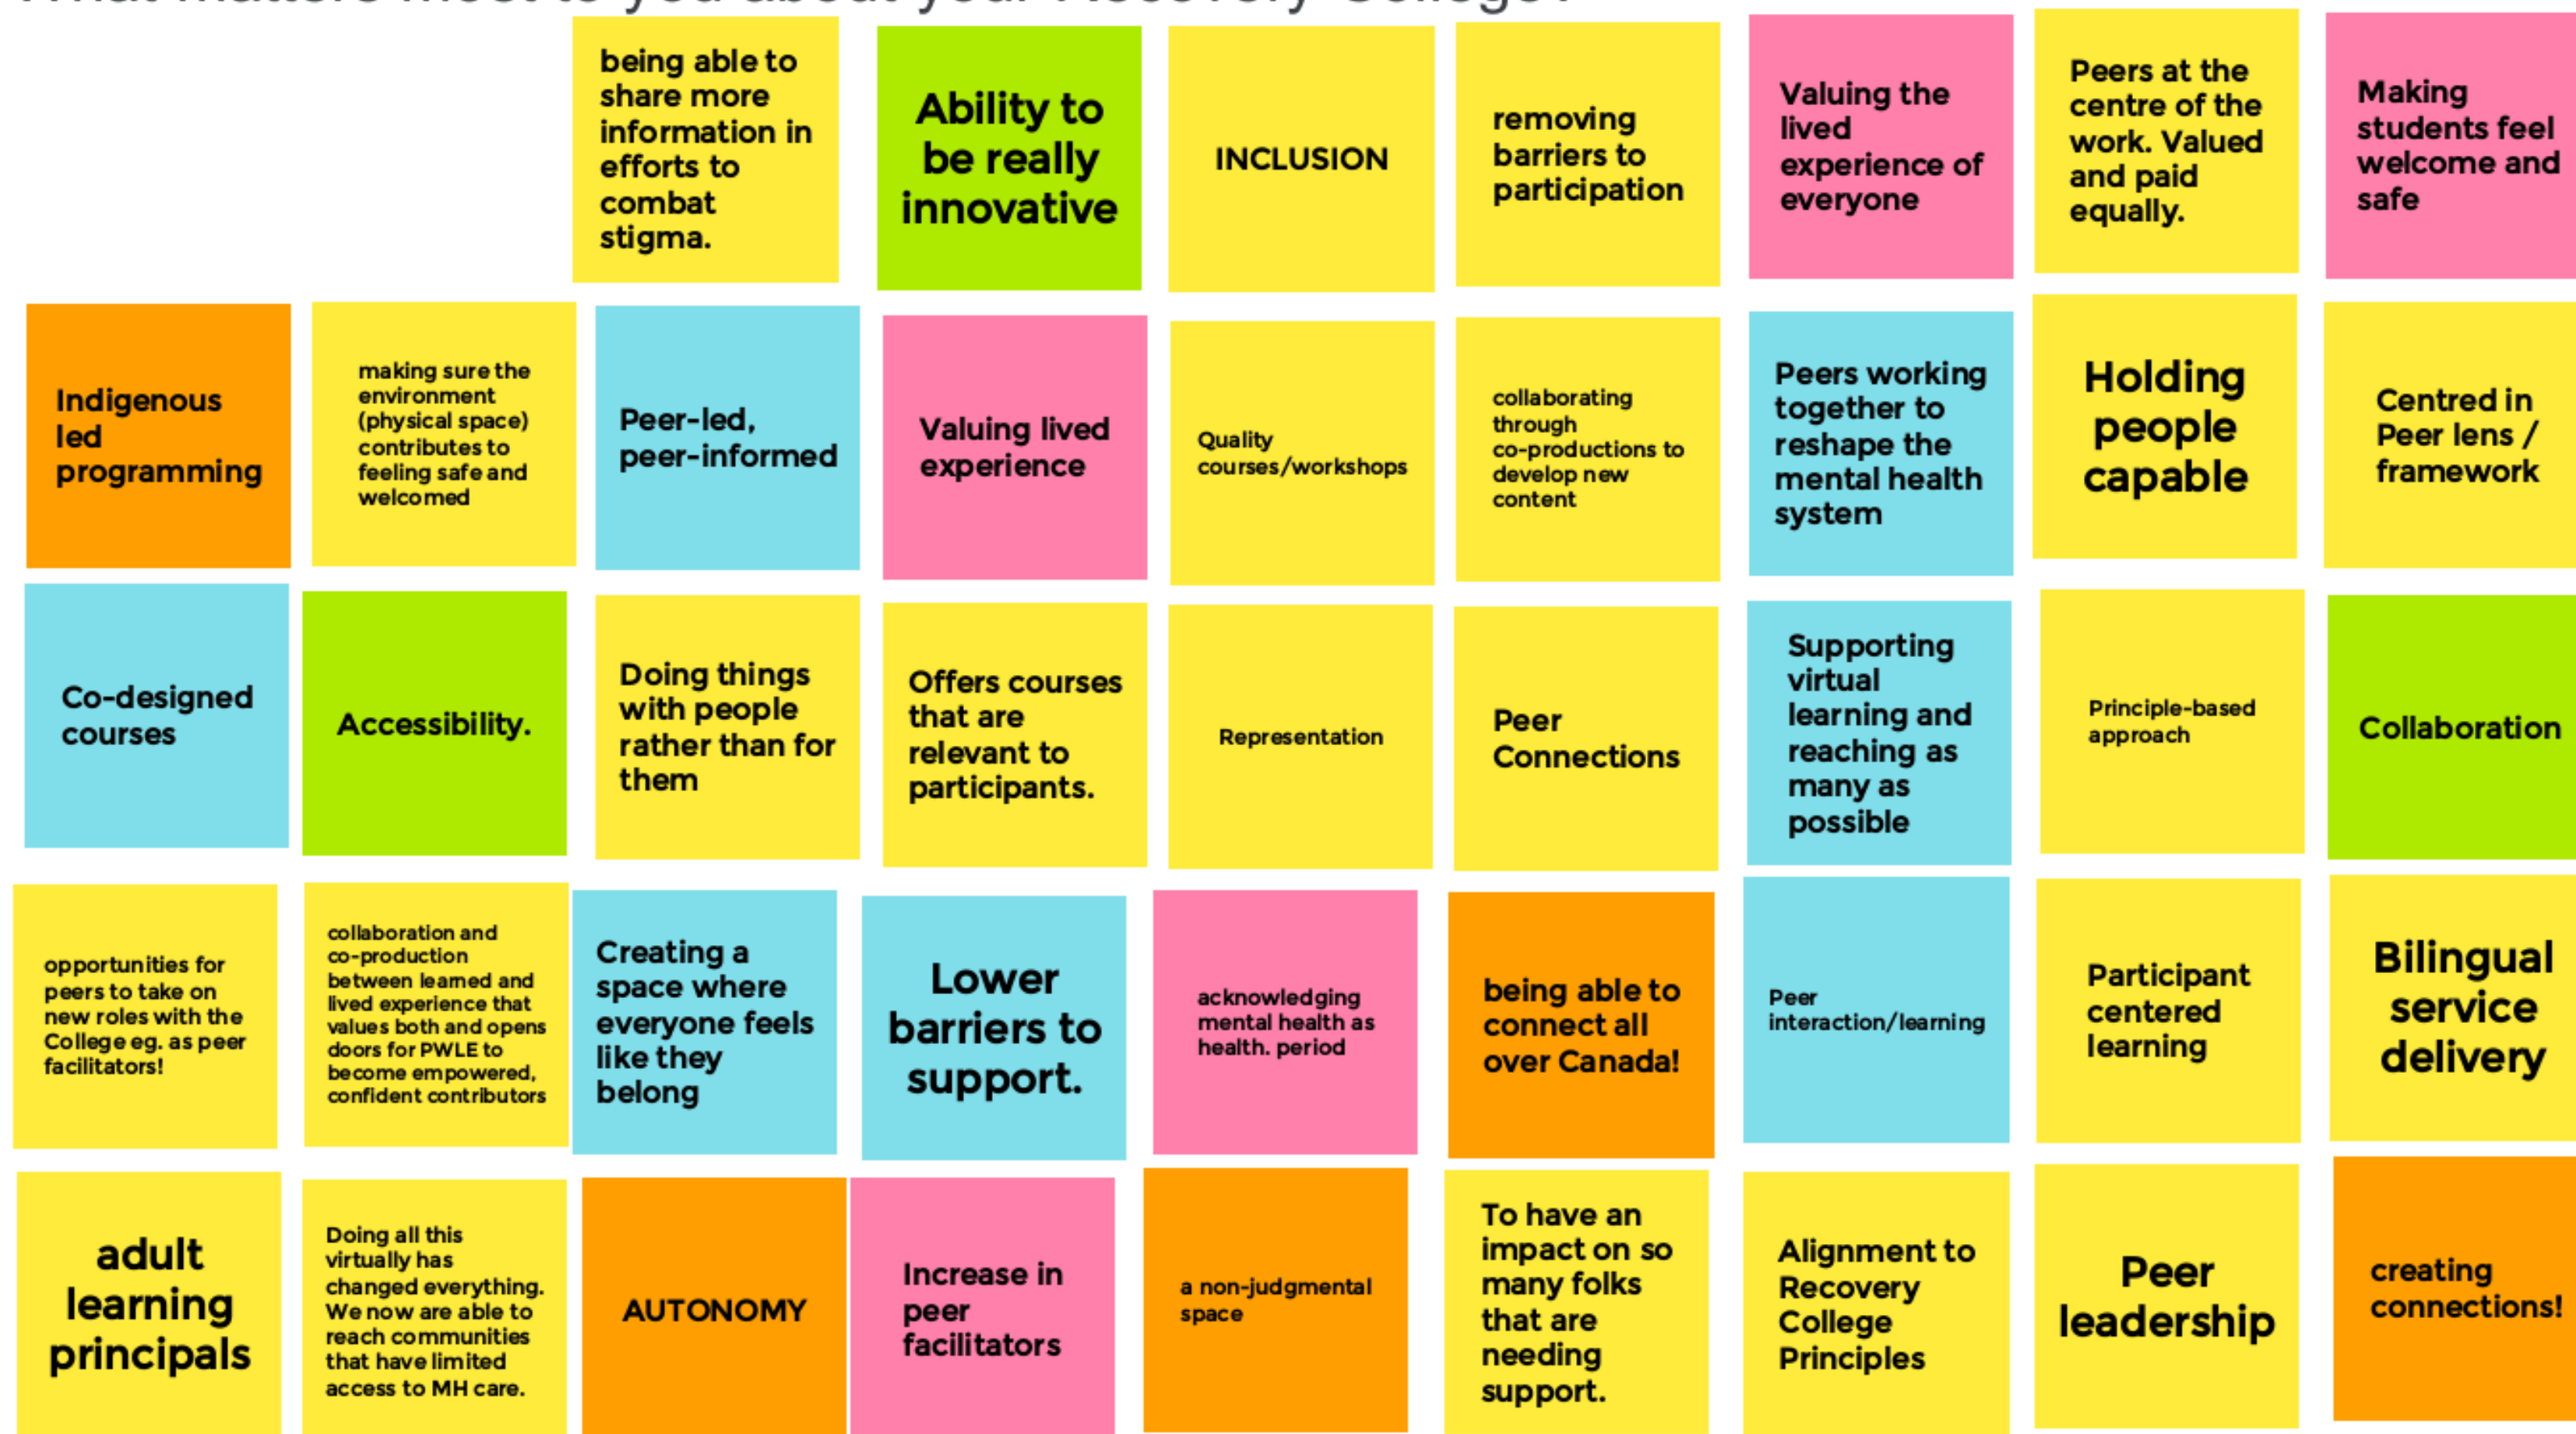 What matters most to you about your Recovery College?
being able to
share more
information in
efforts to
combat
stigma.
Ability to
be really
innovative
INCLUSION
removing
barriers to
participation
Valuing the
lived
experience of
everyone
Peers at the
centre of the
work. Valued
and paid
equally.
Making
students feel
welcome and
safe
Indigenous
led
programming
making sure the
environment
(physical space)
contributes to
feeling safe and
welcomed
Peer-led,
peer-informed
Valuing lived
experience
Quality
courses/workshops
collaborating
through
co-productions to
develop new
content
Peers working
together to
reshape the
mental health
system
Holding
people
capable
Centred in
Peer lens /
framework
Co-designed
courses
Accessibility.
Doing things
with people
rather than for
them
Offers courses
that are
relevant to
participants.
Representation
Peer
Connections
Supporting
virtual
learning and
reaching as
many as
possible
Principle-based
approach
Collaboration
opportunities for
peers to take on
new roles with the
College eg. as peer
facilitators!
collaboration and
co-production
between learned and
lived experience that
values both and opens
doors for PWLE to
become empowered,
confident contributors
Creating a
space where
everyone feels
like they
belong
Lower
barriers to
support.
acknowledging
mental health as
health. period
being able to
connect all
over Canada!
Peer
interaction/learning
Participant
centered
learning
Bilingual
service
delivery
adult
learning
principals
Doing all this
virtually has
changed everything.
We now are able to
reach communities
that have limited
access to MH care.
AUTONOMY
Increase in
peer
facilitators
a non-judgmental
space
To have an
impact on so
many folks
that are
needing
support.
Alignment to
Recovery
College
Principles
Peer
leadership
creating
connections!